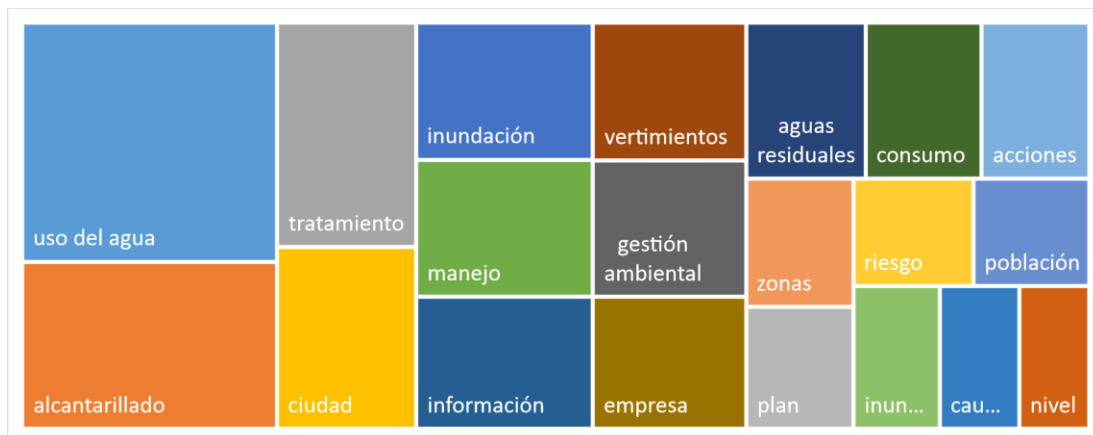 uso del agua
alcantarillado
tratamiento
ciudad
inundación
manejo
información
vertimientos
gestión
ambiental
empresa
aguas
residuales
consumo
acciones
zonas
riesgo
población
plan
inun...
cau...
nivel